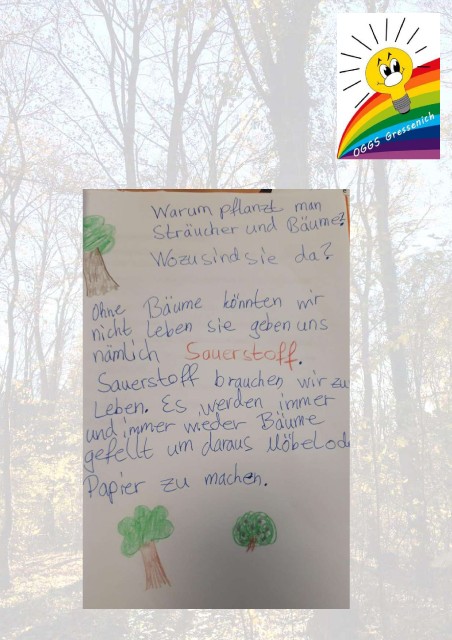 OGGS Gressenich
Warum pflanzt man
Sträucher und Bäume?
Wozu sind sie da?
Ohne Bäume könnten wir
nicht Leben sie geben uns
nämlich Sauerstoff.
Sauerstoff brauchen wir zu
Leben. Es werden immer
und immer wieder Bäume
gefellt um daraus Möbel od
Papier zu machen.